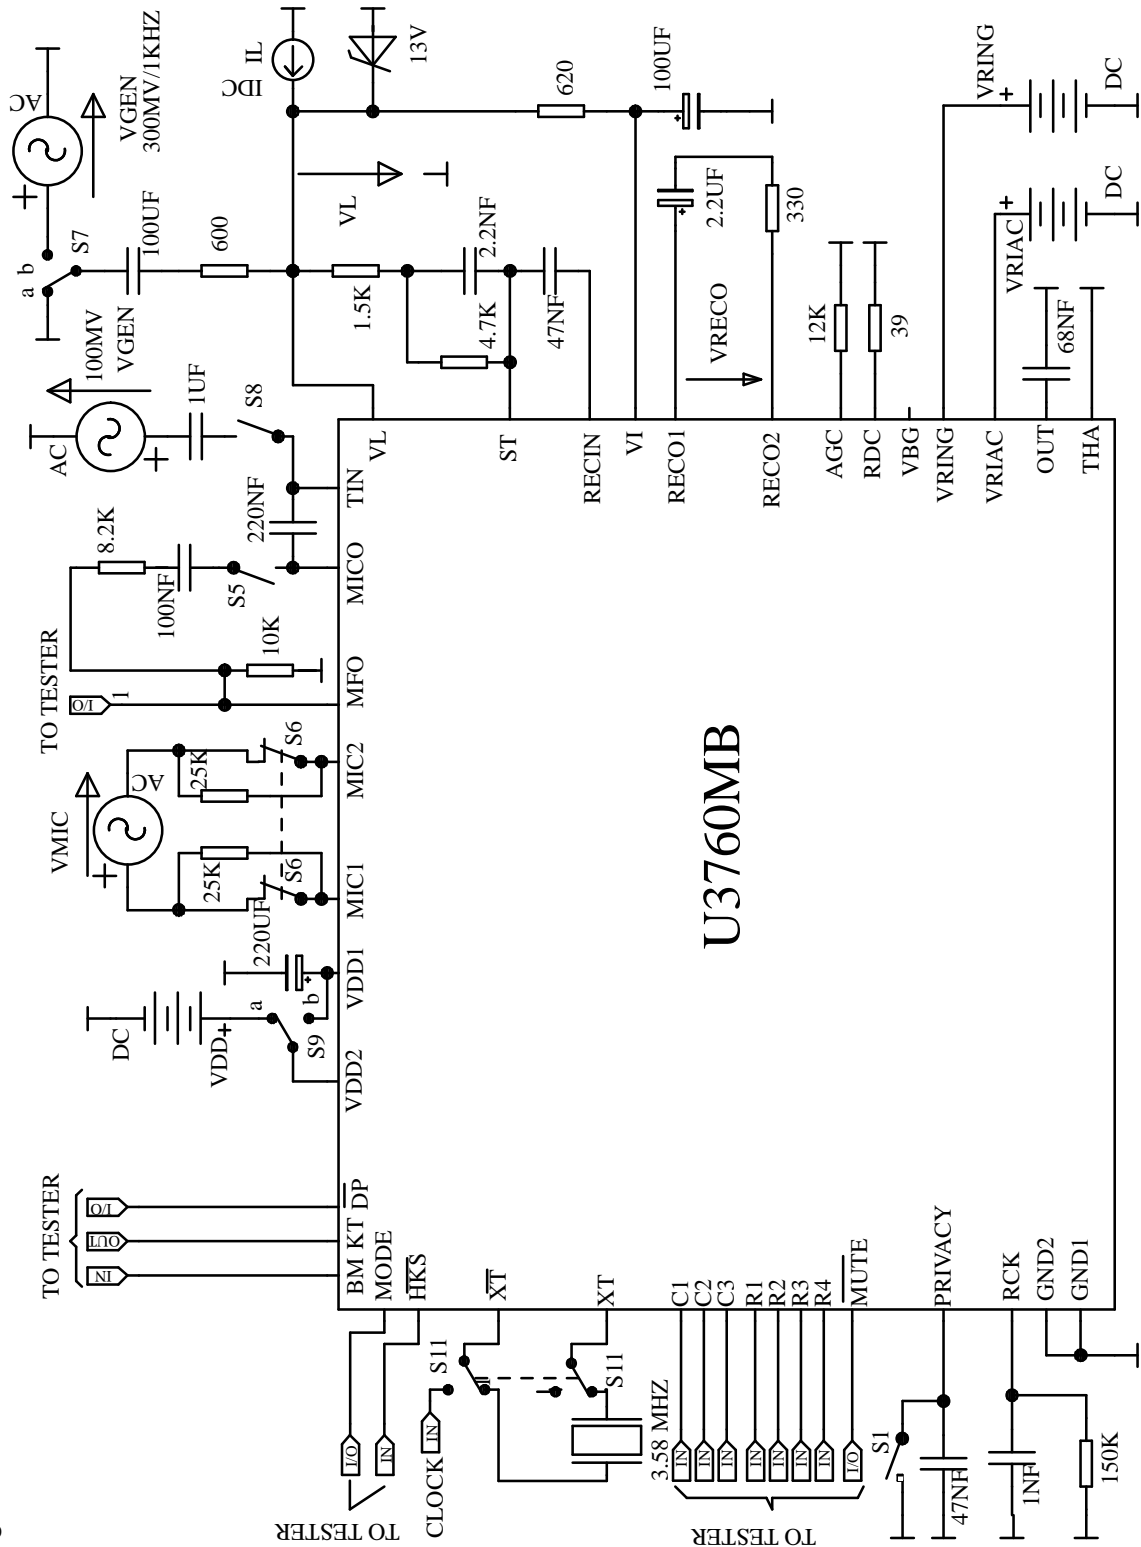 AC
VGEN
300MV/1KHZ
+
a b
S7
100UF
600
IL
IDC
13V
VL
620
100UF
+
1.5K
2.2NF
4.7K
47NF
VRECO
2.2UF
+
330
12K
39
VRING
+
DC
VRIAC
+
DC
68NF
100MV
VGEN
AC
+
1UF
S8
220NF
8.2K
100NF
S5
10K
TO TESTER
I/O
1
VMIC
AC
+
25K
25K
S6
S6
220UF
+
DC
VDD
+
a
b
S9
TO TESTER
IN
OUT
I/O
VL
ST
RECIN
VI
RECO1
RECO2
AGC
RDC
VBG
VRING
VRIAC
OUT
THA
TIN
MICO
MFO
MIC2
MIC1
VDD1
VDD2
DP
KT
BM
MODE
HKS
XT
XT
C1
C2
C3
R1
R2
R3
R4
MUTE
PRIVACY
RCK
GND2
GND1
U3760MB
I/O
IN
TO TESTER
CLOCK
IN
S11
S11
3.58 MHZ
IN
IN
IN
IN
IN
IN
IN
I/O
TO TESTER
S1
47NF
1NF
150K